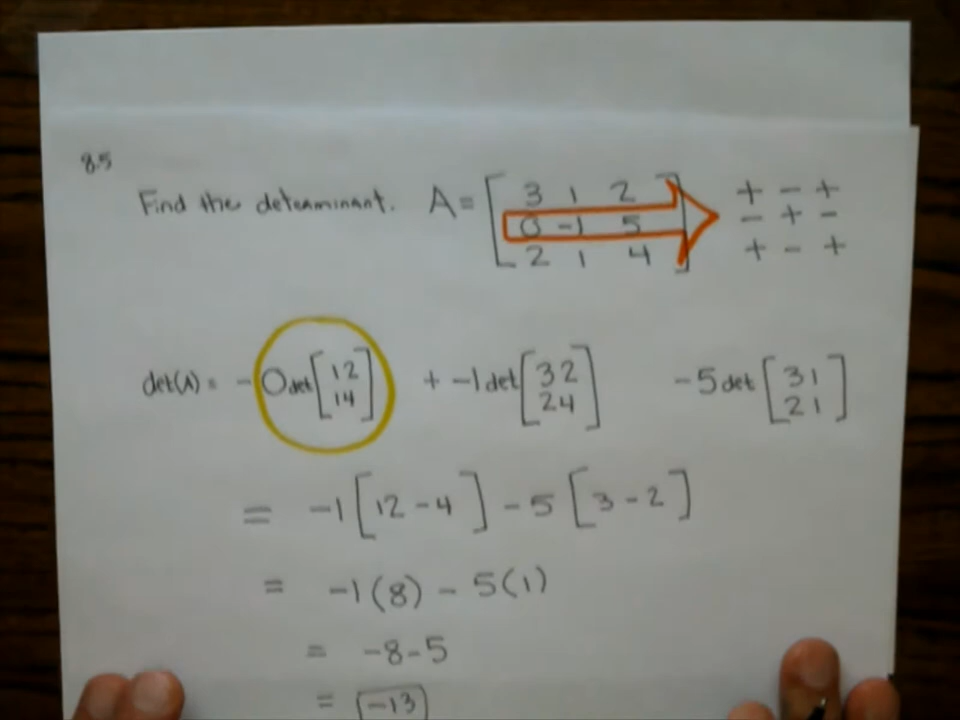 8.5
Find the determinant. A = [ 3 1 2 + - +
0 -1 5 - + -
2 1 4 ] + - +
det(A) = - 0 det [ 1 2 + -1 det [ 3 2 - 5 det [ 3 1
1 4 ] 2 4 ] 2 1 ]
= -1 [ 12 - 4 ] - 5 [ 3 - 2 ]
= -1 ( 8 ) - 5 ( 1 )
= -8 - 5
= -13